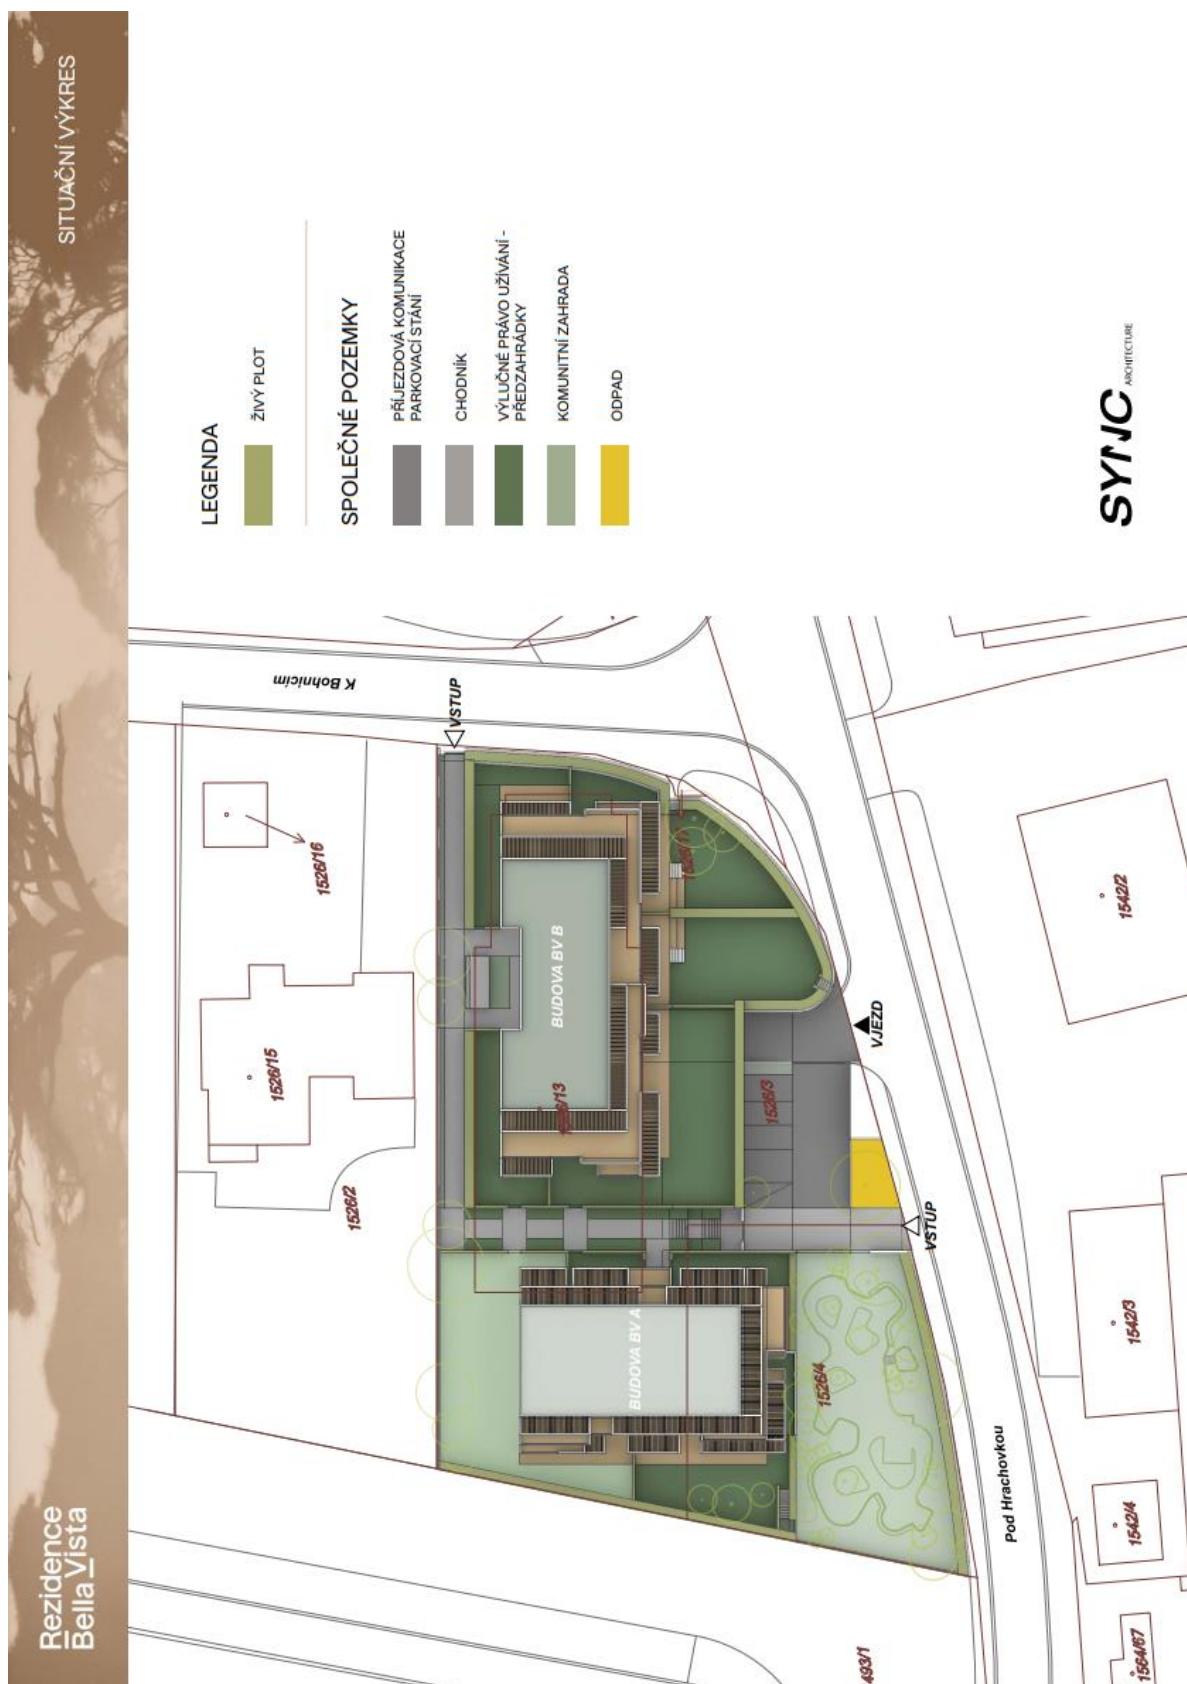 Rezidence
Bella Vista
SITUAČNÍ VÝKRES
LEGENDA
ŽIVÝ PLOT
SPOLEČNÉ POZEMKY
PŘÍJEZDOVÁ KOMUNIKACE
PARKOVACÍ STÁNÍ
CHODNÍK
VÝLUČNÉ PRÁVO UŽÍVÁNÍ -
PŘEDZAHRÁDKY
KOMUNITNÍ ZAHRADA
ODPAD
SYNC ARCHITECTURE
K Bohnicím
VSTUP
1526/16
1526/15
1526/2
BUDOVA BV B
1526/13
1526/3
VJEZD
VSTUP
BUDOVA BV A
1526/4
Pod Hrachovkou
1542/2
1542/3
1542/4
1564/67
493/1